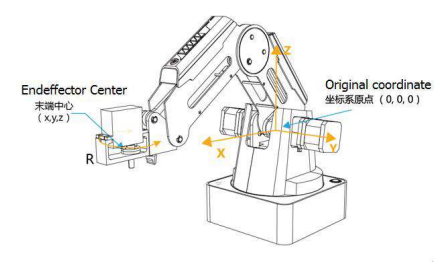 Z
Endeffector Center
末端中心
（x,y,z）
Original coordinate
坐标系原点（0, 0, 0）
R
X
Y